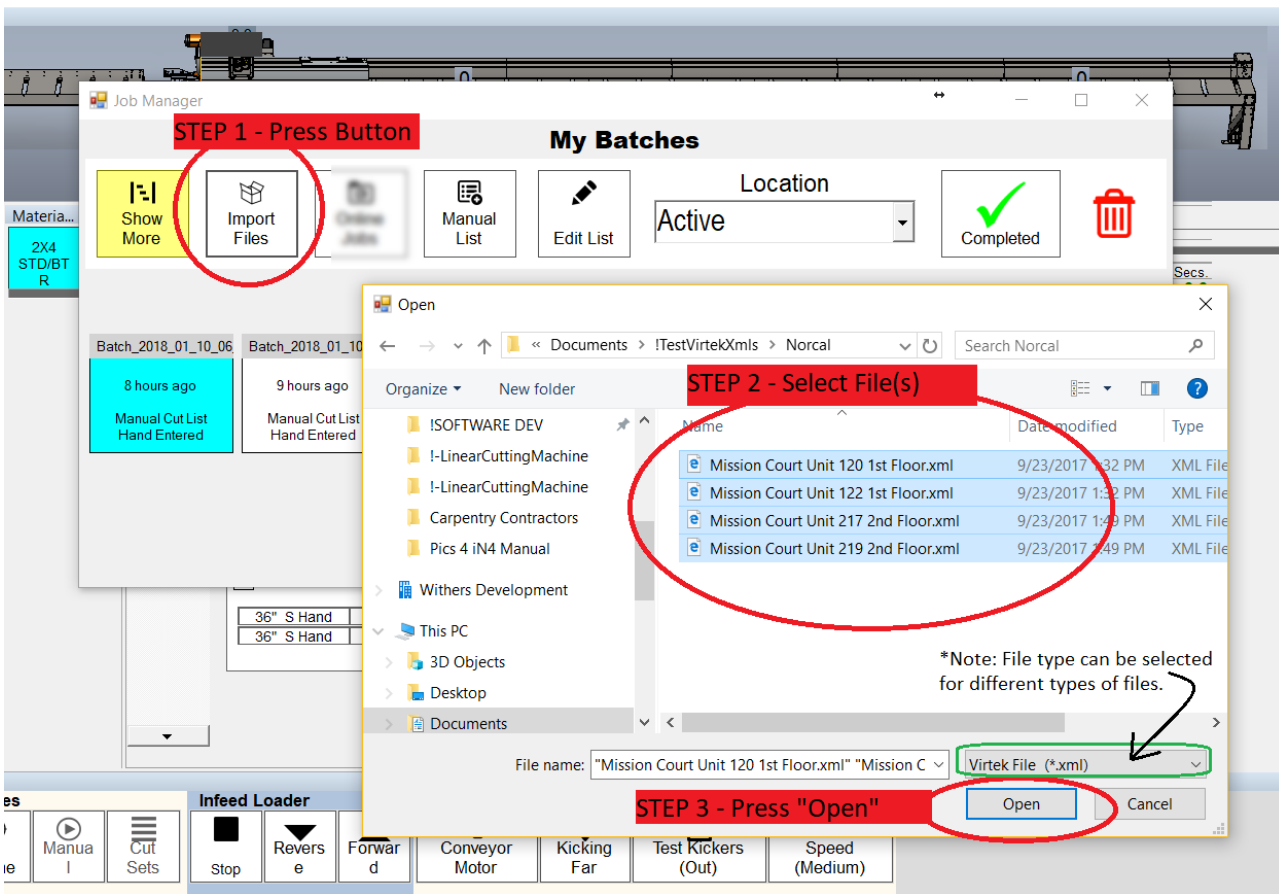 Job Manager
STEP 1 - Press Button
My Batches
Show
More
Import
Files
Online
Jobs
Manual
List
Edit List
Location
Active
Completed
Materia...
2X4
STD/BT
R
Secs.
Batch_2018_01_10_06
8 hours ago
Manual Cut List
Hand Entered
Batch_2018_01_10
9 hours ago
Manual Cut List
Hand Entered
Open
« Documents > !TestVirtekXmls > Norcal
Search Norcal
Organize
New folder
STEP 2 - Select File(s)
!SOFTWARE DEV
!-LinearCuttingMachine
!-LinearCuttingMachine
Carpentry Contractors
Pics 4 iN4 Manual
Withers Development
This PC
3D Objects
Desktop
Documents
Name Date modified Type
Mission Court Unit 120 1st Floor.xml 9/23/2017 1:32 PM XML File
Mission Court Unit 122 1st Floor.xml 9/23/2017 1:32 PM XML File
Mission Court Unit 217 2nd Floor.xml 9/23/2017 1:49 PM XML File
Mission Court Unit 219 2nd Floor.xml 9/23/2017 1:49 PM XML File
*Note: File type can be selected
for different types of files.
File name: "Mission Court Unit 120 1st Floor.xml" "Mission C
Virtek File (*.xml)
STEP 3 - Press "Open"
Open
Cancel
36" S Hand
36" S Hand
es
Infeed Loader
Manua
l
Cut
Sets
Stop
Revers
e
Forwar
d
Conveyor
Motor
Kicking
Far
Test Kickers
(Out)
Speed
(Medium)